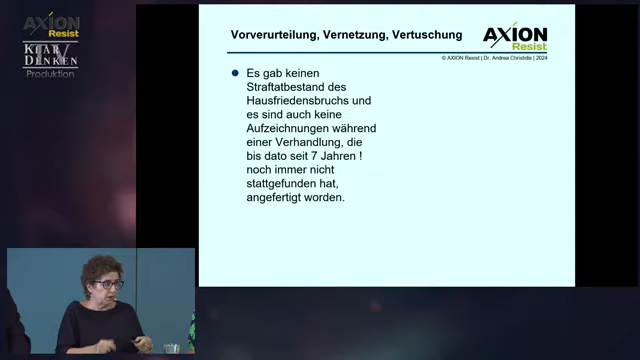 AXION
Resist
KLAR
TV
DENKEN
Produktion
Vorverurteilung, Vernetzung, Vertuschung
AXION
Resist
© AXION Resist | Dr. Andrea Christidis | 2024
Es gab keinen
Straftatbestand des
Hausfriedensbruchs und
es sind auch keine
Aufzeichnungen während
einer Verhandlung, die
bis dato seit 7 Jahren !
noch immer nicht
stattgefunden hat,
angefertigt worden.